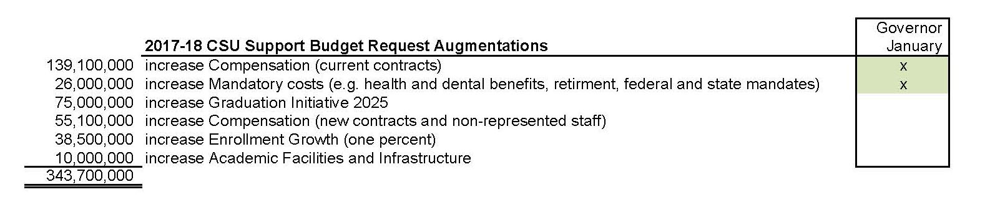 Governor
2017-18 CSU Support Budget Request Augmentations January
139,100,000 increase Compensation (current contracts) x
26,000,000 increase Mandatory costs (e.g. health and dental benefits, retirment, federal and state mandates) x
75,000,000 increase Graduation Initiative 2025
55,100,000 increase Compensation (new contracts and non-represented staff)
38,500,000 increase Enrollment Growth (one percent)
10,000,000 increase Academic Facilities and Infrastructure
343,700,000